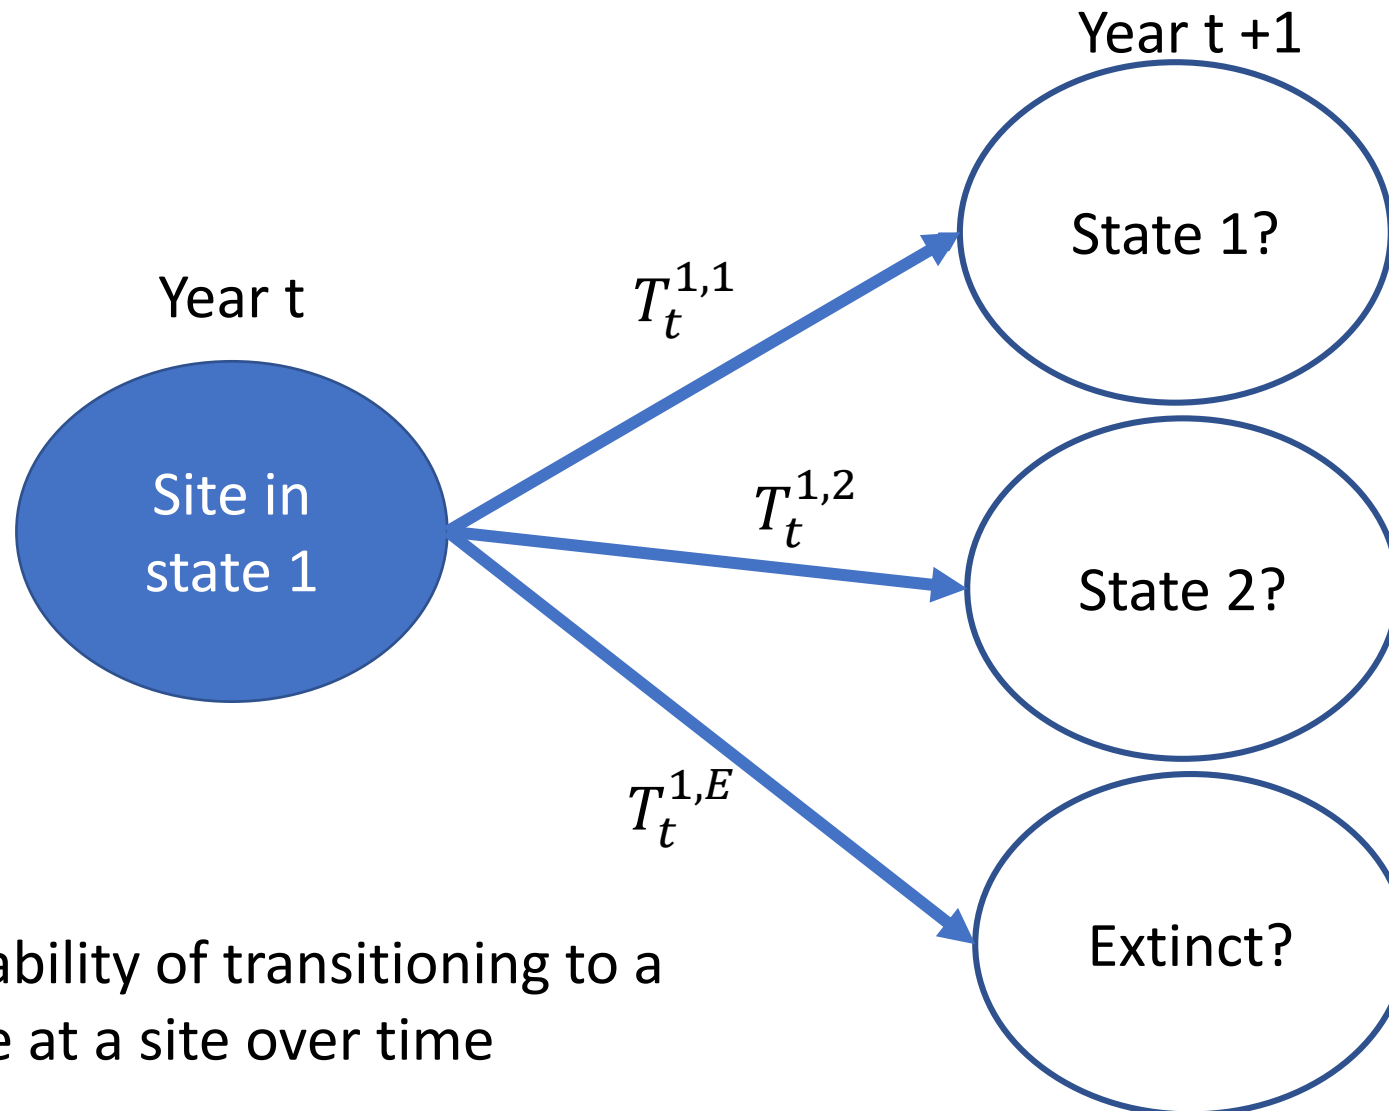 Year t +1
State 1?
T_t^{1,1}
Year t
Site in
state 1
T_t^{1,2}
State 2?
T_t^{1,E}
Extinct?
ability of transitioning to a
e at a site over time